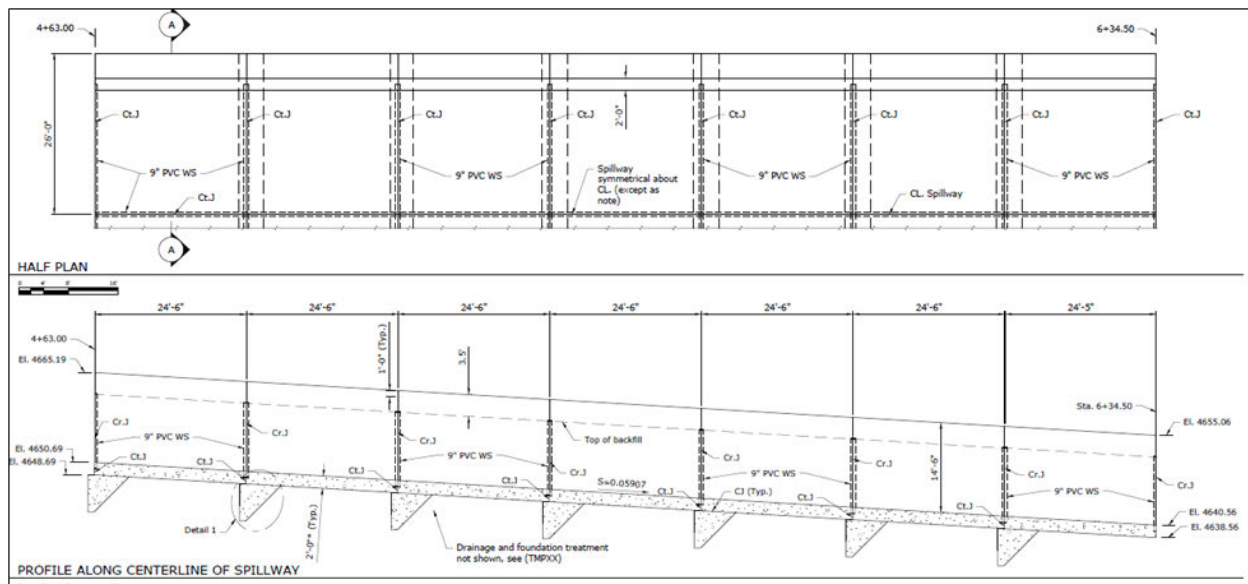 4+63.00
A
6+34.50
26'-0"
Ct.J
Ct.J
Ct.J
Ct.J
Ct.J
Ct.J
Ct.J
Ct.J
2'-0"
9" PVC WS
9" PVC WS
9" PVC WS
9" PVC WS
Spillway
symmetrical about
CL. (except as
note)
CL. Spillway
Ct.J
A
HALF PLAN
0 4' 8' 16'
24'-6"
24'-6"
24'-6"
24'-6"
24'-6"
24'-6"
24'-5"
4+63.00
El. 4665.19
1'-0" (Typ.)
3.5'
Sta. 6+34.50
El. 4655.06
Top of backfill
Cr.J
Cr.J
Cr.J
Cr.J
Cr.J
Cr.J
Cr.J
Cr.J
9" PVC WS
9" PVC WS
9" PVC WS
9" PVC WS
14'-6"
El. 4650.69
El. 4648.69
Ct.J
Ct.J
Ct.J
Ct.J
Ct.J
Ct.J
Ct.J
S=0.05907
CJ (Typ.)
El. 4640.56
El. 4638.56
Detail 1
2'-0"* (Typ.)
Drainage and foundation treatment
not shown, see (TMPXX)
PROFILE ALONG CENTERLINE OF SPILLWAY